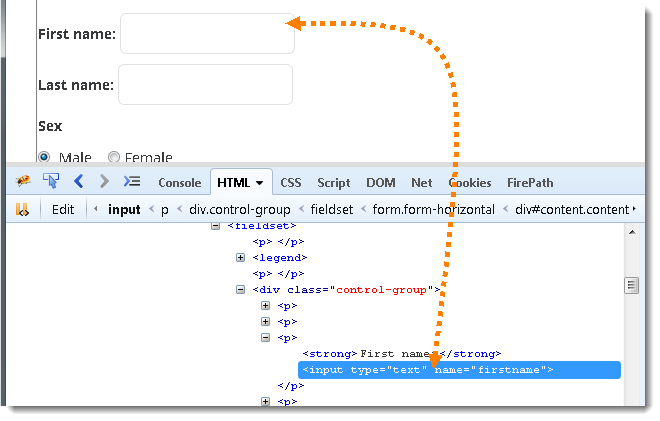 First name:
Last name:
Sex
Male Female
Console HTML CSS Script DOM Net Cookies FirePath
Edit input < p < div.control-group < fieldset < form.form-horizontal < div#content.content
<fieldset>
<p> </p>
<legend>
<p> </p>
<div class="control-group">
<p>
<p>
<p>
<strong>First name:</strong>
<input type="text" name="firstname">
</p>
<p>